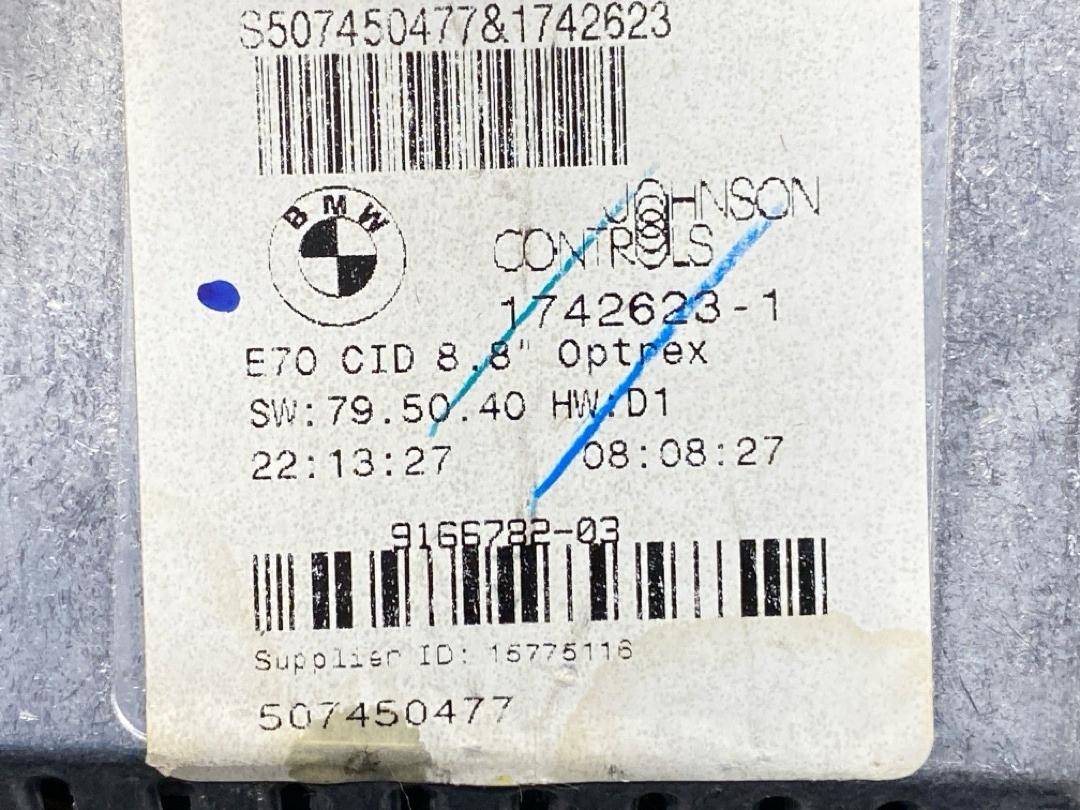 S507450477&1742623
BMW
JOHNSON
CONTROLS
1742623-1
E70 CID 8.8" Optrex
SW:79.50.40 HW:D1
22:13:27 08:08:27
9166782-03
Supplier ID: 15775116
507450477